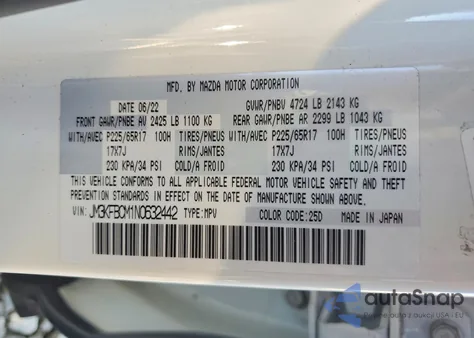 MFD. BY MAZDA MOTOR CORPORATION
DATE 06/22 GVWR/PNBV 4724 LB 2143 KG
FRONT GAWR/PNBE AV 2425 LB 1100 KG REAR GAWR/PNBE AR 2299 LB 1043 KG
WITH/AVEC P225/65R17 100H TIRES/PNEUS WITH/AVEC P225/65R17 100H TIRES/PNEUS
17X7J RIMS/JANTES 17X7J RIMS/JANTES
230 KPA/34 PSI COLD/A FROID 230 KPA/34 PSI COLD/A FROID
THIS VEHICLE CONFORMS TO ALL APPLICABLE FEDERAL MOTOR VEHICLE SAFETY
STANDARDS IN EFFECT ON THE DATE OF MANUFACTURE SHOWN ABOVE.
VIN: JM3KFBCM1N0632442 TYPE:MPV COLOR CODE:25D MADE IN JAPAN
autoSnap